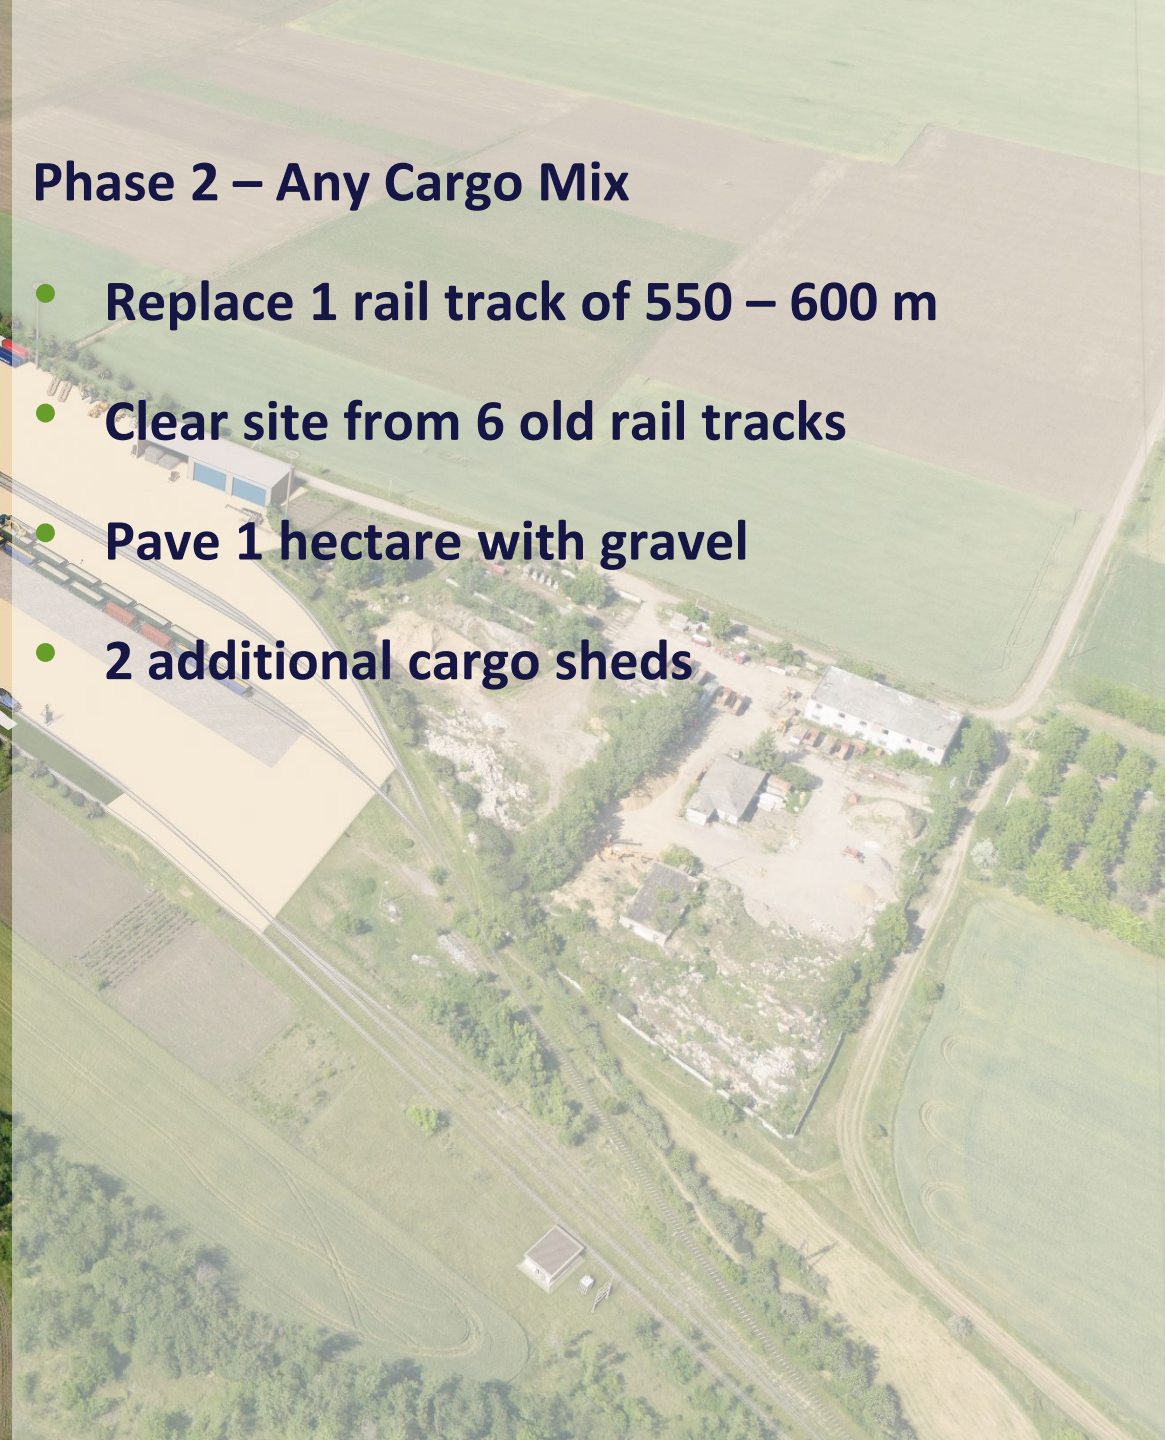 Phase 2 – Any Cargo Mix
• Replace 1 rail track of 550 – 600 m
• Clear site from 6 old rail tracks
• Pave 1 hectare with gravel
• 2 additional cargo sheds